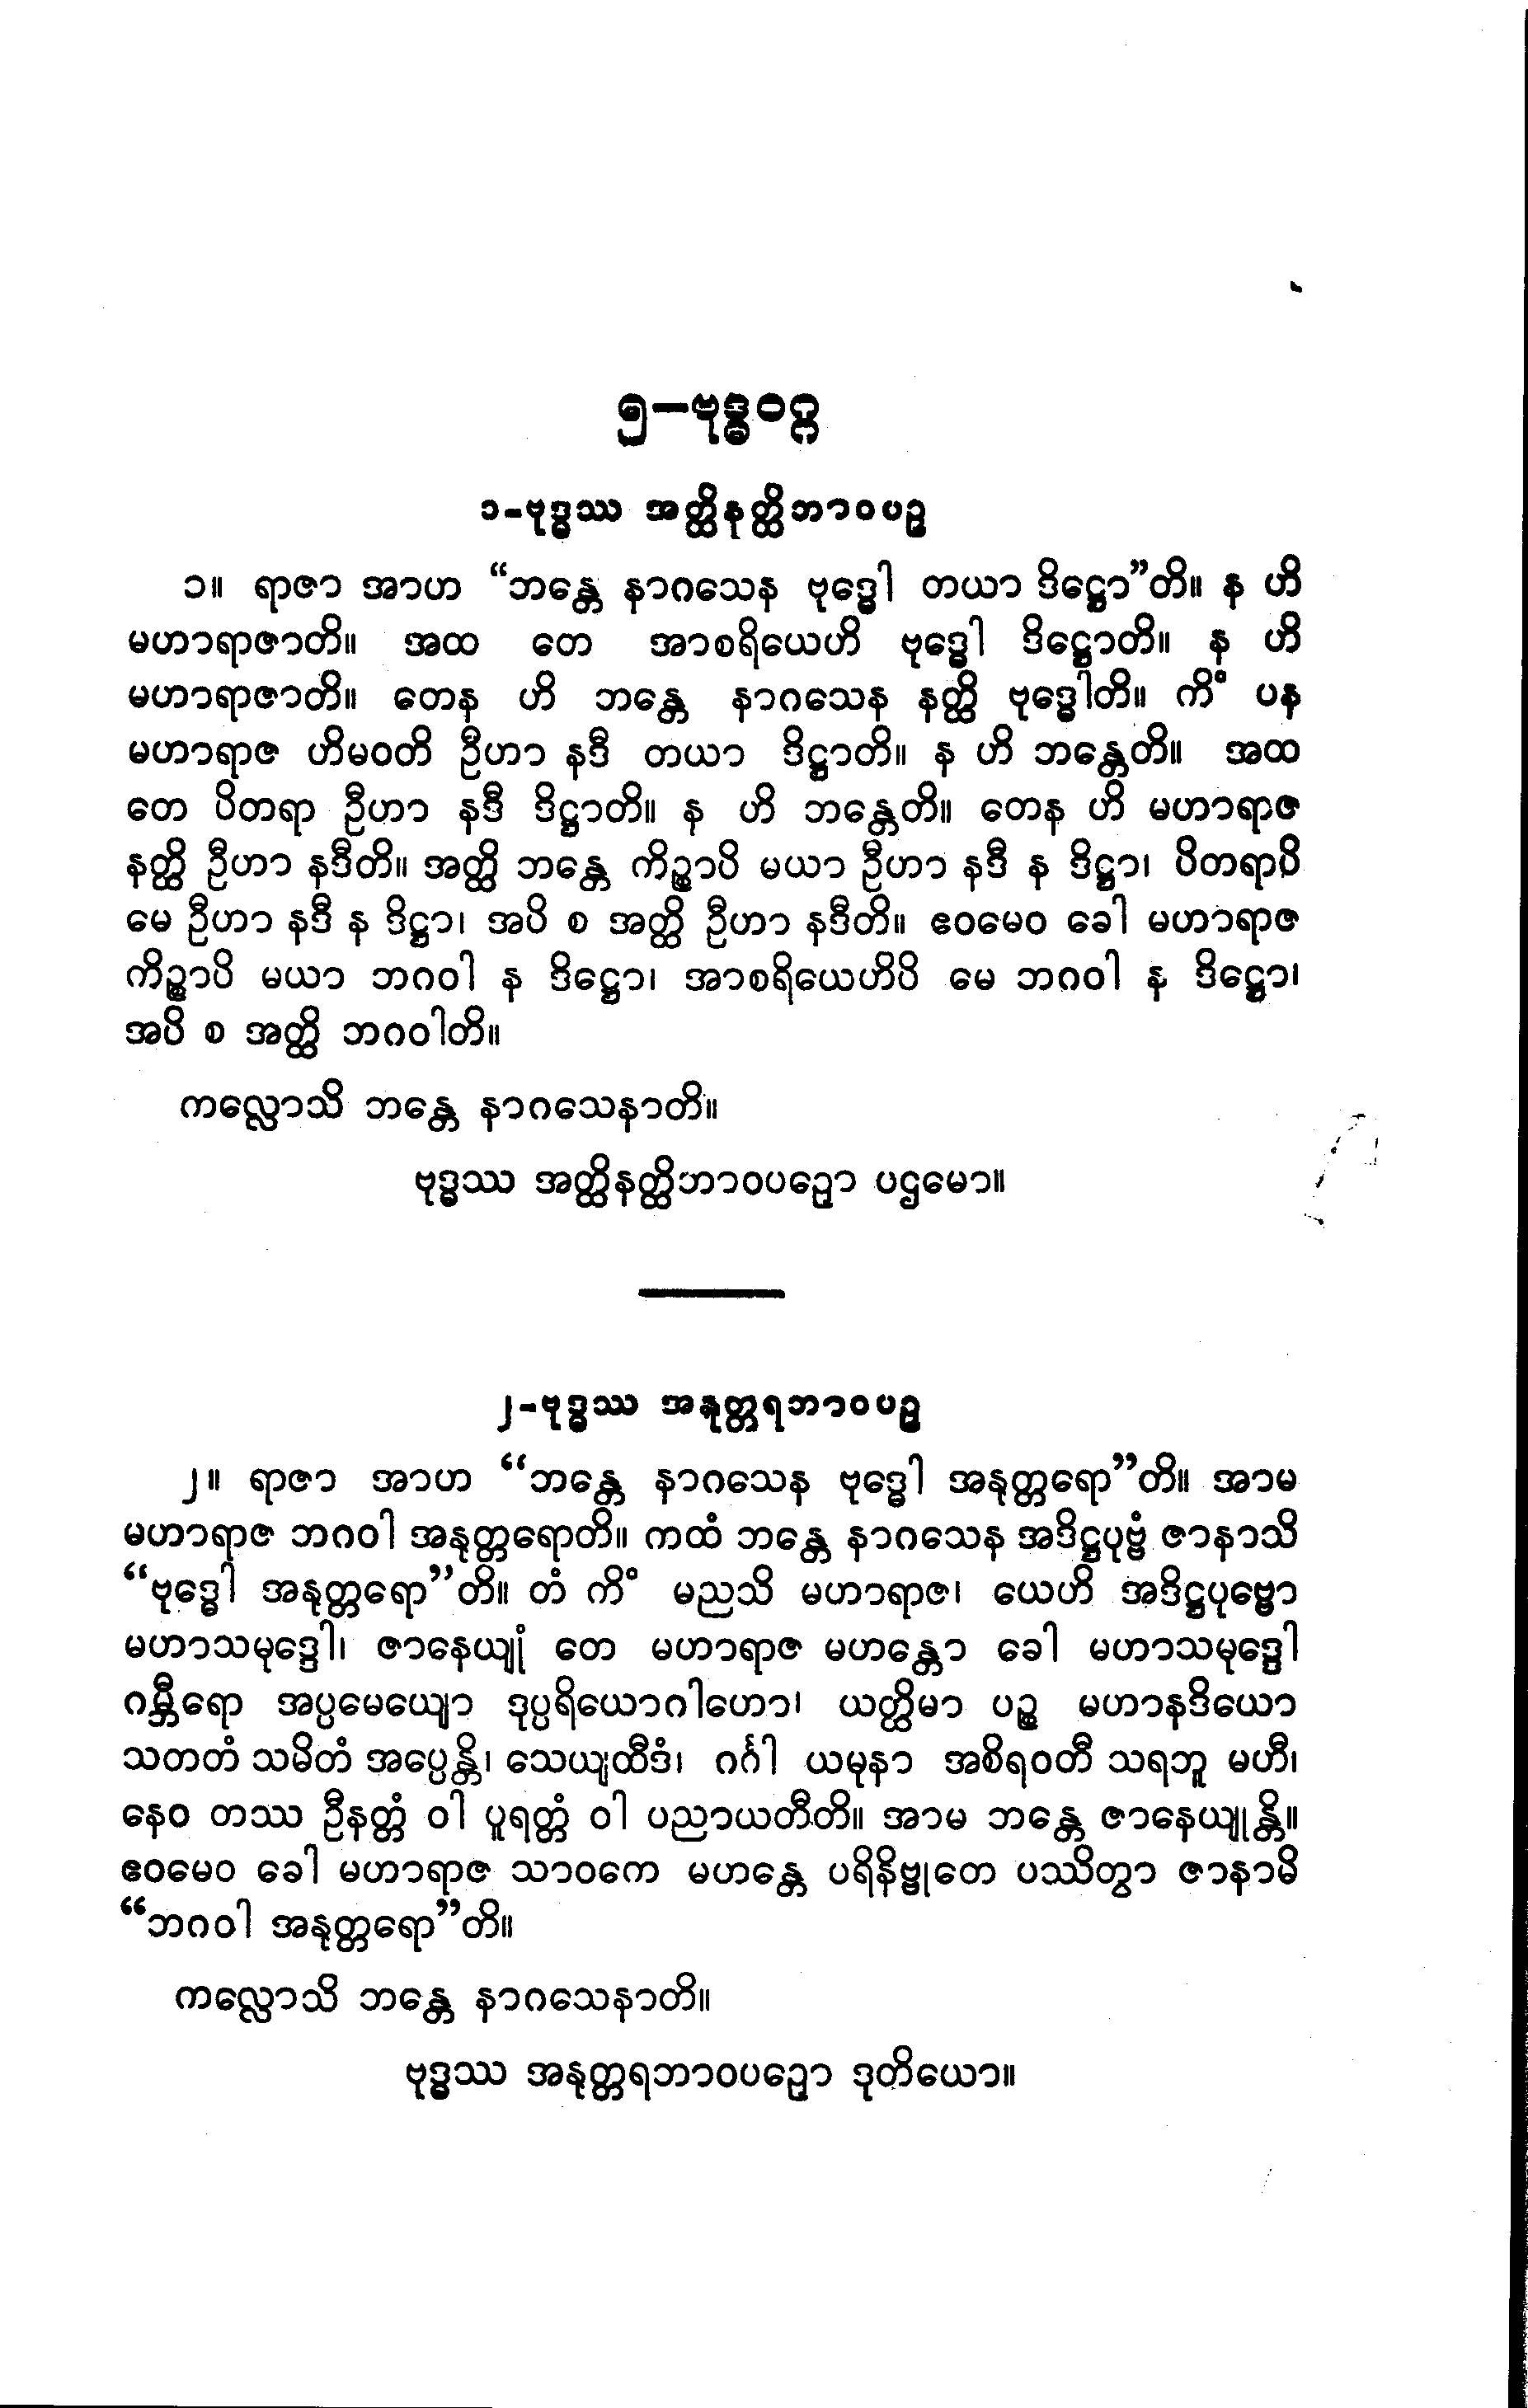 ၅–ဗုဒ္ဓဝဂ္ဂ
၁-ဗုဒ္ဓဿ အတ္ထိနတ္ထိဘာဝပဉှ
၁။ ရာဇာ အာဟ “ဘန္တေ နာဂသေန ဗုဒ္ဓေါ တယာ ဒိဋ္ဌော”တိ။ န ဟိ
မဟာရာဇာတိ။ အထ တေ အာစရိယေဟိ ဗုဒ္ဓေါ ဒိဋ္ဌောတိ။ န ဟိ
မဟာရာဇာတိ။ တေန ဟိ ဘန္တေ နာဂသေန နတ္ထိ ဗုဒ္ဓေါတိ။ ကိံ ပန
မဟာရာဇ ဟိမဝတိ ဦဟာ နဒီ တယာ ဒိဋ္ဌာတိ။ န ဟိ ဘန္တေတိ။ အထ
တေ ပိတရာ ဦဟာ နဒီ ဒိဋ္ဌာတိ။ န ဟိ ဘန္တေတိ။ တေန ဟိ မဟာရာဇ
နတ္ထိ ဦဟာ နဒီတိ။ အတ္ထိ ဘန္တေ ကိဉ္စာပိ မယာ ဦဟာ နဒီ န ဒိဋ္ဌာ၊ ပိတရာပိ
မေ ဦဟာ နဒီ န ဒိဋ္ဌာ၊ အပိ စ အတ္ထိ ဦဟာ နဒီတိ။ ဧဝမေဝ ခေါ မဟာရာဇ
ကိဉ္စာပိ မယာ ဘဂဝါ န ဒိဋ္ဌော၊ အာစရိယေဟိပိ မေ ဘဂဝါ န ဒိဋ္ဌော၊
အပိ စ အတ္ထိ ဘဂဝါတိ။
ကလ္လောသိ ဘန္တေ နာဂသေနာတိ။
ဗုဒ္ဓဿ အတ္ထိနတ္ထိဘာဝပဉှော ပဌမော။
၂-ဗုဒ္ဓဿ အနုတ္တရဘာဝပဉှ
၂။ ရာဇာ အာဟ “ဘန္တေ နာဂသေန ဗုဒ္ဓေါ အနုတ္တရော”တိ။ အာမ
မဟာရာဇ ဘဂဝါ အနုတ္တရောတိ။ ကထံ ဘန္တေ နာဂသေန အဒိဋ္ဌပုဗ္ဗံ ဇာနာသိ
“ဗုဒ္ဓေါ အနုတ္တရော”တိ။ တံ ကိံ မညသိ မဟာရာဇ၊ ယေဟိ အဒိဋ္ဌပုဗ္ဗော
မဟာသမုဒ္ဒေါ၊ ဇာနေယျုံ တေ မဟာရာဇ မဟန္တော ခေါ မဟာသမုဒ္ဒေါ
ဂမ္ဘီရော အပ္ပမေယျော ဒုပ္ပရိယောဂါဟော၊ ယတ္ထိမာ ပဉ္စ မဟာနဒိယော
သတတံ သမိတံ အပ္ပေန္တိ၊ သေယျထီဒံ၊ ဂင်္ဂါ ယမုနာ အစိရဝတီ သရဘူ မဟီ၊
နေဝ တဿ ဦနတ္တံ ဝါ ပူရတ္တံ ဝါ ပညာယတီတိ။ အာမ ဘန္တေ ဇာနေယျုန္တိ။
ဧဝမေဝ ခေါ မဟာရာဇ သာဝကေ မဟန္တေ ပရိနိဗ္ဗုတေ ပဿိတွာ ဇာနာမိ
“ဘဂဝါ အနုတ္တရော”တိ။
ကလ္လောသိ ဘန္တေ နာဂသေနာတိ။
ဗုဒ္ဓဿ အနုတ္တရဘာဝပဉှော ဒုတိယော။